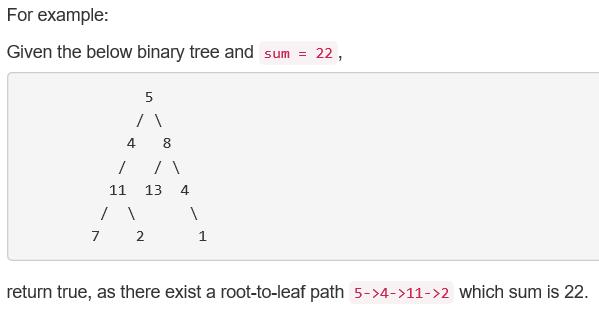 For example:
Given the below binary tree and sum = 22,
              5
             / \
            4   8
           /   / \
          11  13  4
         /  \      \
        7    2      1
return true, as there exist a root-to-leaf path 5->4->11->2 which sum is 22.